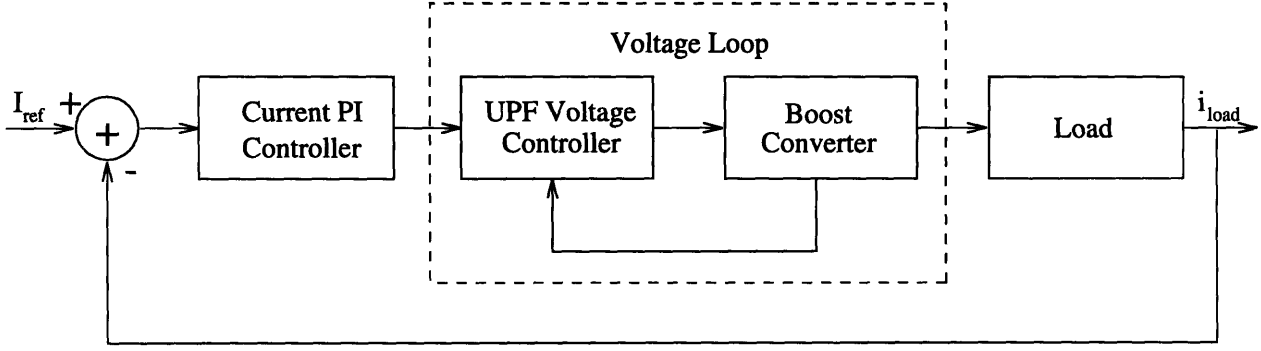 Voltage Loop
I_ref
+
+
-
Current PI
Controller
UPF Voltage
Controller
Boost
Converter
Load
i_load